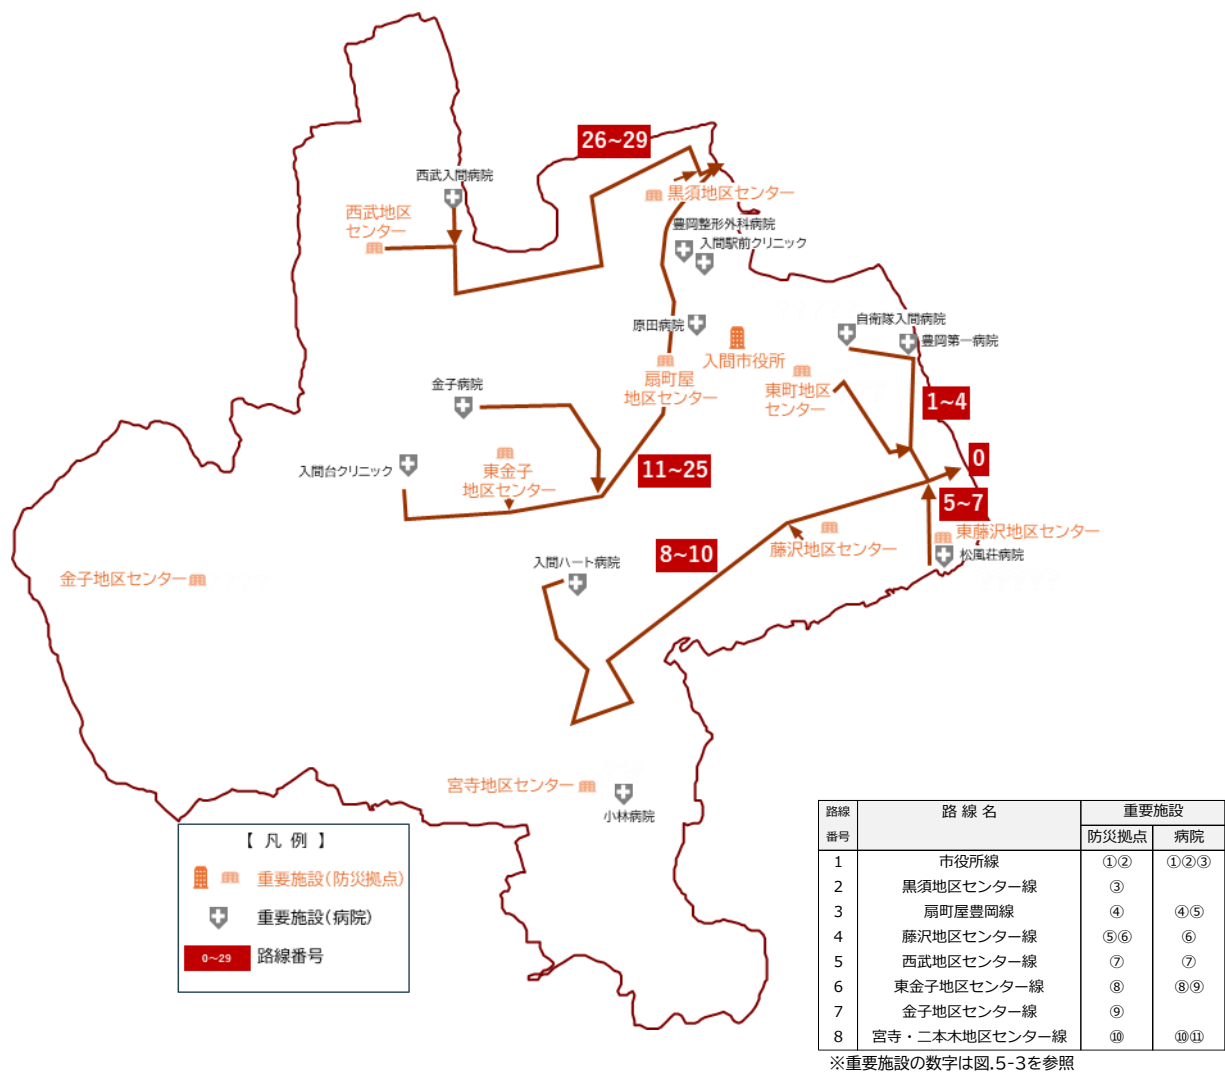 26~29
西武入間病院
黒須地区センター
西武地区
センター
豊岡整形外科病院
入間駅前クリニック
自衛隊入間病院
原田病院
豊岡第一病院
入間市役所
扇町屋
地区センター
東町地区
センター
金子病院
1~4
0
入間台クリニック
東金子
地区センター
11~25
5~7
東藤沢地区センター
藤沢地区センター
松風荘病院
8~10
入間ハート病院
金子地区センター
宮寺地区センター
小林病院
【 凡 例 】
重要施設(防災拠点)
重要施設(病院)
0~29 路線番号
路線番号 路 線 名 重要施設
防災拠点 病院
1 市役所線 ①② ①②③
2 黒須地区センター線 ③
3 扇町屋豊岡線 ④ ④⑤
4 藤沢地区センター線 ⑤⑥ ⑥
5 西武地区センター線 ⑦ ⑦
6 東金子地区センター線 ⑧ ⑧⑨
7 金子地区センター線 ⑨
8 宮寺・二本木地区センター線 ⑩ ⑩⑪
※重要施設の数字は図.5-3を参照